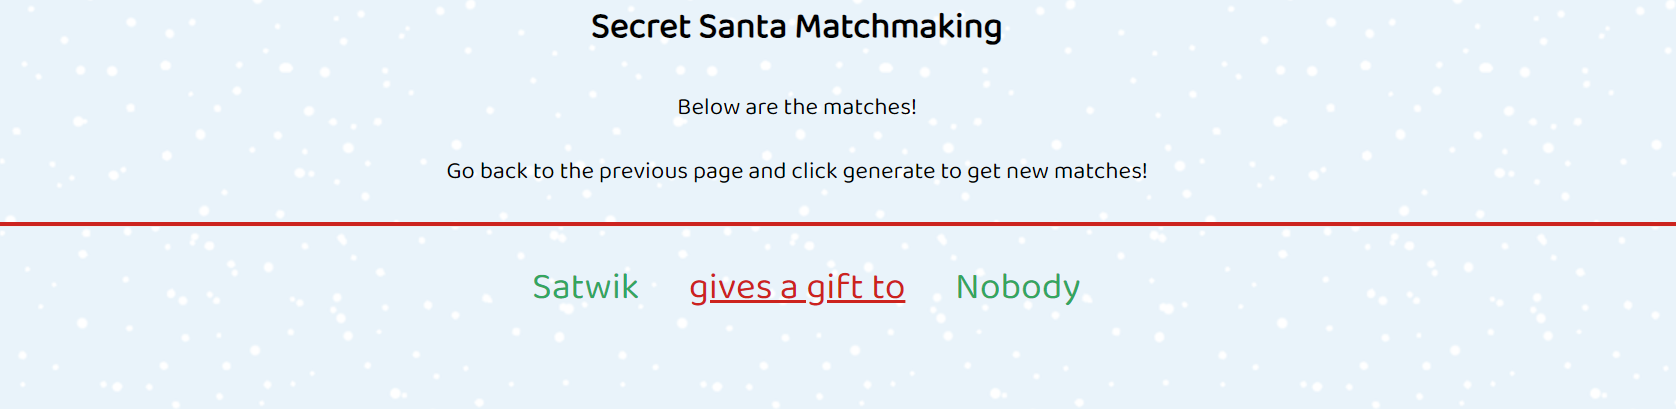 Secret Santa Matchmaking
Below are the matches!
Go back to the previous page and click generate to get new matches!
Satwik gives a gift to Nobody